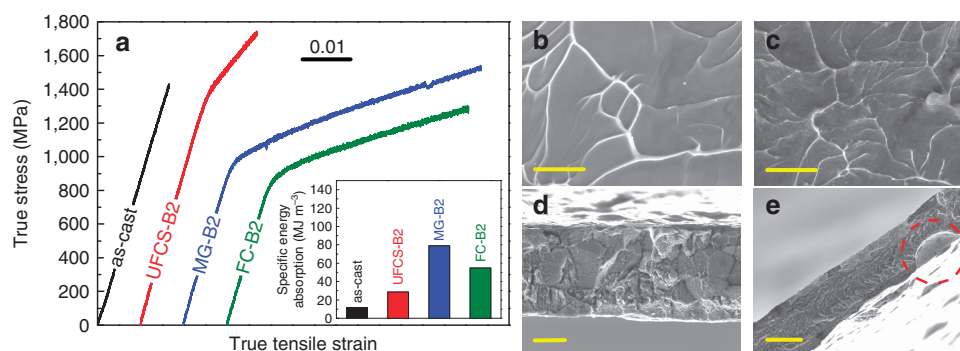 a
0.01
1,800
1,600
1,400
1,200
1,000
800
600
400
200
0
True stress (MPa)
True tensile strain
as-cast
UFCS-B2
MG-B2
FC-B2
140
120
100
80
60
40
20
0
Specific energy
absorption (MJ m⁻³)
as-cast
UFCS-B2
MG-B2
FC-B2
b
c
d
e